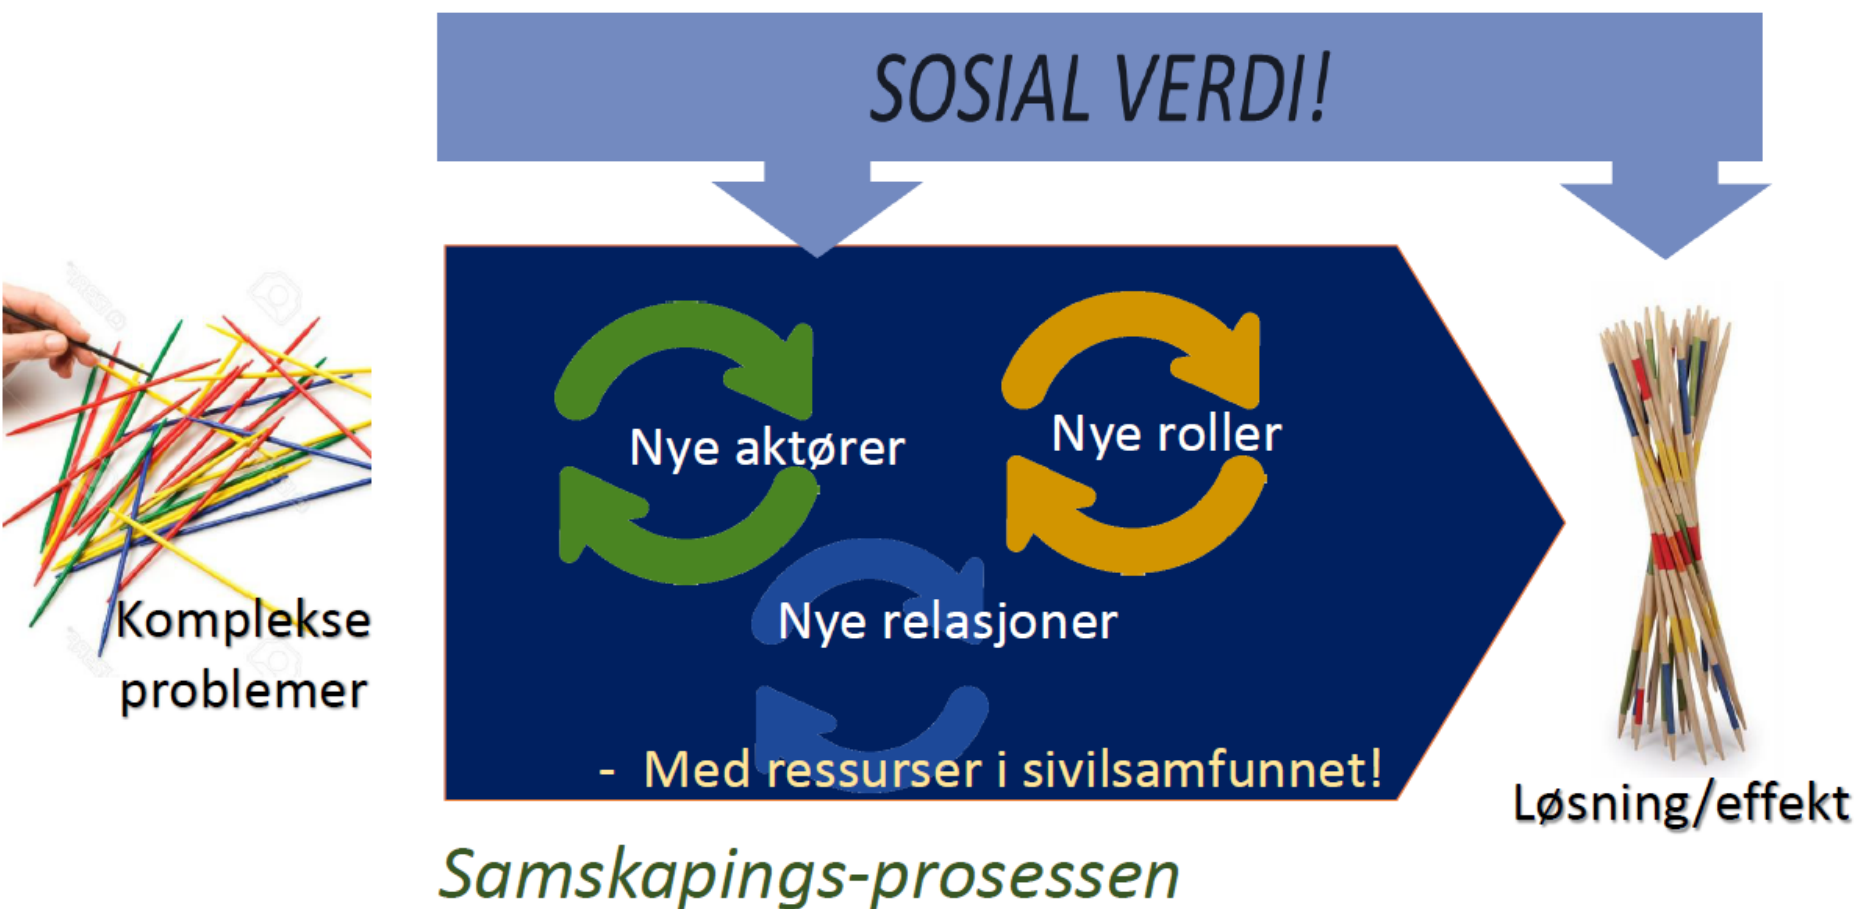 SOSIAL VERDI!
Nye aktører
Nye roller
Nye relasjoner
- Med ressurser i sivilsamfunnet!
Komplekse
problemer
Løsning/effekt
Samskapings-prosessen